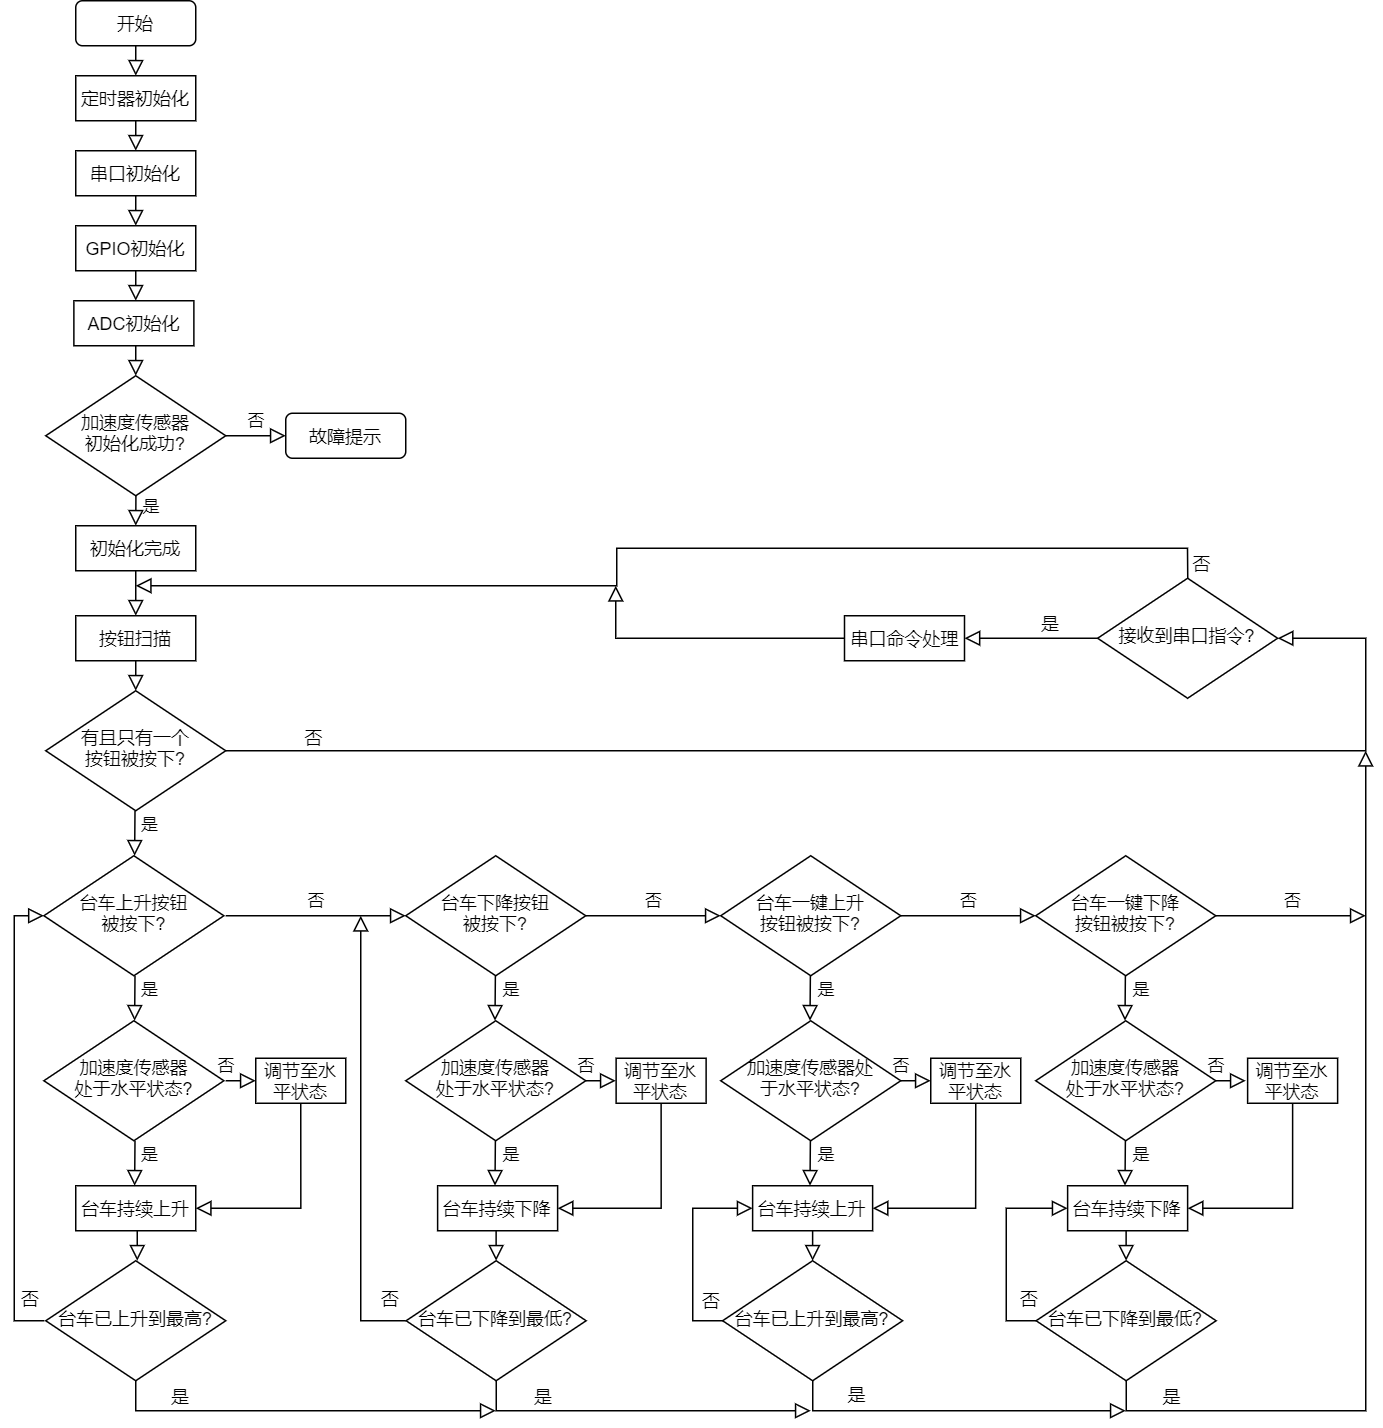 开始
定时器初始化
串口初始化
GPIO初始化
ADC初始化
加速度传感器
初始化成功?
否
故障提示
是
初始化完成
否
按钮扫描
串口命令处理
是
接收到串口指令?
有且只有一个
按钮被按下?
否
是
台车上升按钮
被按下?
否
台车下降按钮
被按下?
否
台车一键上升
按钮被按下?
否
台车一键下降
按钮被按下?
否
是
是
是
是
加速度传感器
处于水平状态?
否
调节至水
平状态
加速度传感器
处于水平状态?
否
调节至水
平状态
加速度传感器处
于水平状态?
否
调节至水
平状态
加速度传感器
处于水平状态?
否
调节至水
平状态
是
是
是
是
台车持续上升
台车持续下降
台车持续上升
台车持续下降
否
台车已上升到最高?
否
台车已下降到最低?
否
台车已上升到最高?
否
台车已下降到最低?
是
是
是
是